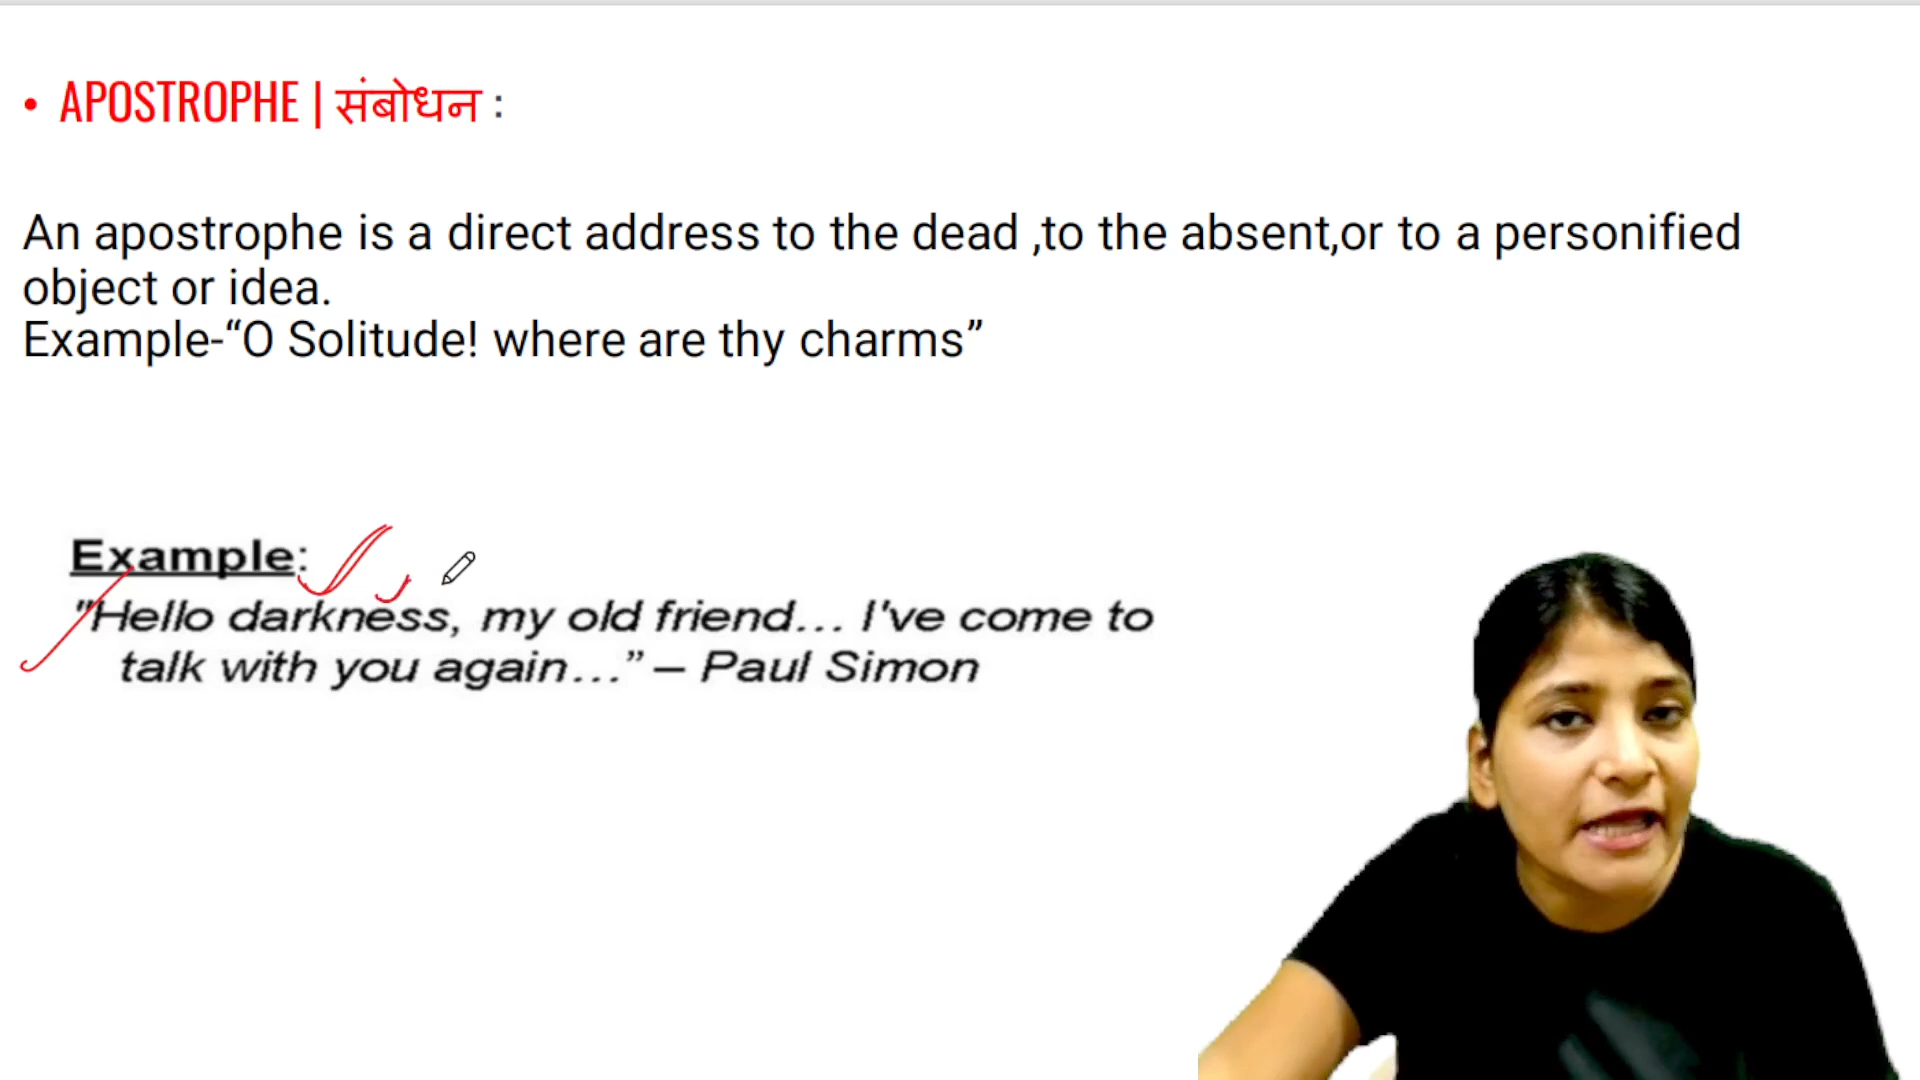 • APOSTROPHE | संबोधन :
An apostrophe is a direct address to the dead ,to the absent,or to a personified
object or idea.
Example-“O Solitude! where are thy charms”
Example:
"Hello darkness, my old friend... I've come to
talk with you again...” – Paul Simon